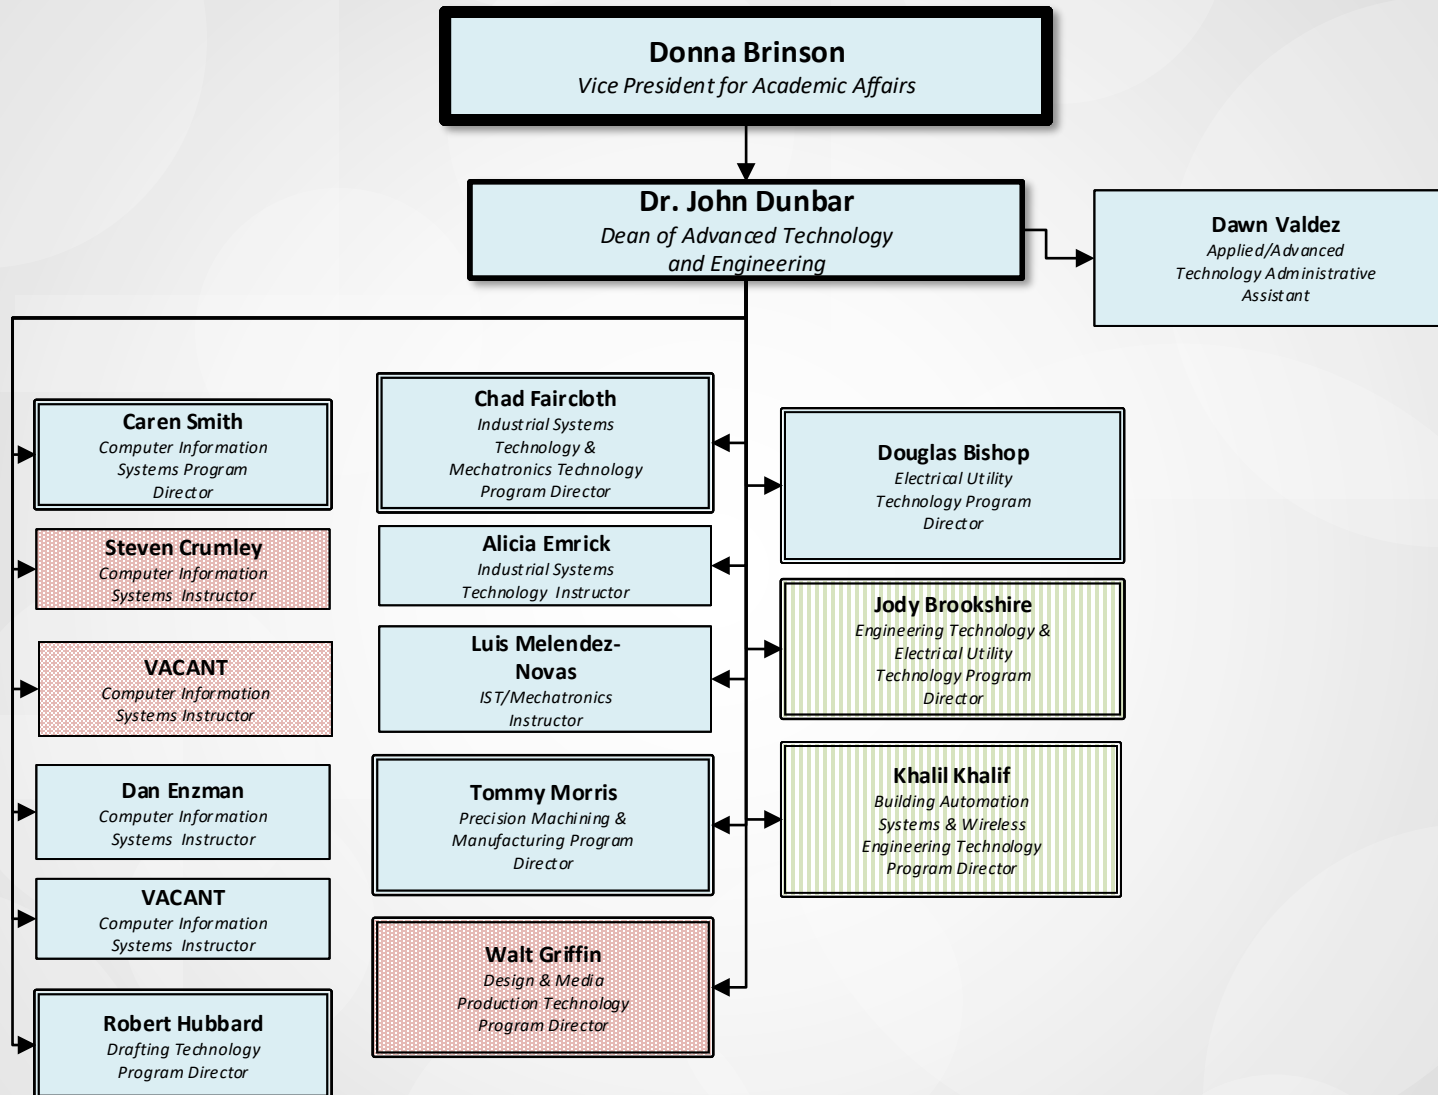 Donna Brinson
Vice President for Academic Affairs
Dr. John Dunbar
Dean of Advanced Technology
and Engineering
Dawn Valdez
Applied/Advanced
Technology Administrative
Assistant
Caren Smith
Computer Information
Systems Program
Director
Steven Crumley
Computer Information
Systems Instructor
VACANT
Computer Information
Systems Instructor
Dan Enzman
Computer Information
Systems Instructor
VACANT
Computer Information
Systems Instructor
Robert Hubbard
Drafting Technology
Program Director
Chad Faircloth
Industrial Systems
Technology &
Mechatronics Technology
Program Director
Alicia Emrick
Industrial Systems
Technology Instructor
Luis Melendez-
Novas
IST/Mechatronics
Instructor
Tommy Morris
Precision Machining &
Manufacturing Program
Director
Walt Griffin
Design & Media
Production Technology
Program Director
Douglas Bishop
Electrical Utility
Technology Program
Director
Jody Brookshire
Engineering Technology &
Electrical Utility
Technology Program
Director
Khalil Khalif
Building Automation
Systems & Wireless
Engineering Technology
Program Director